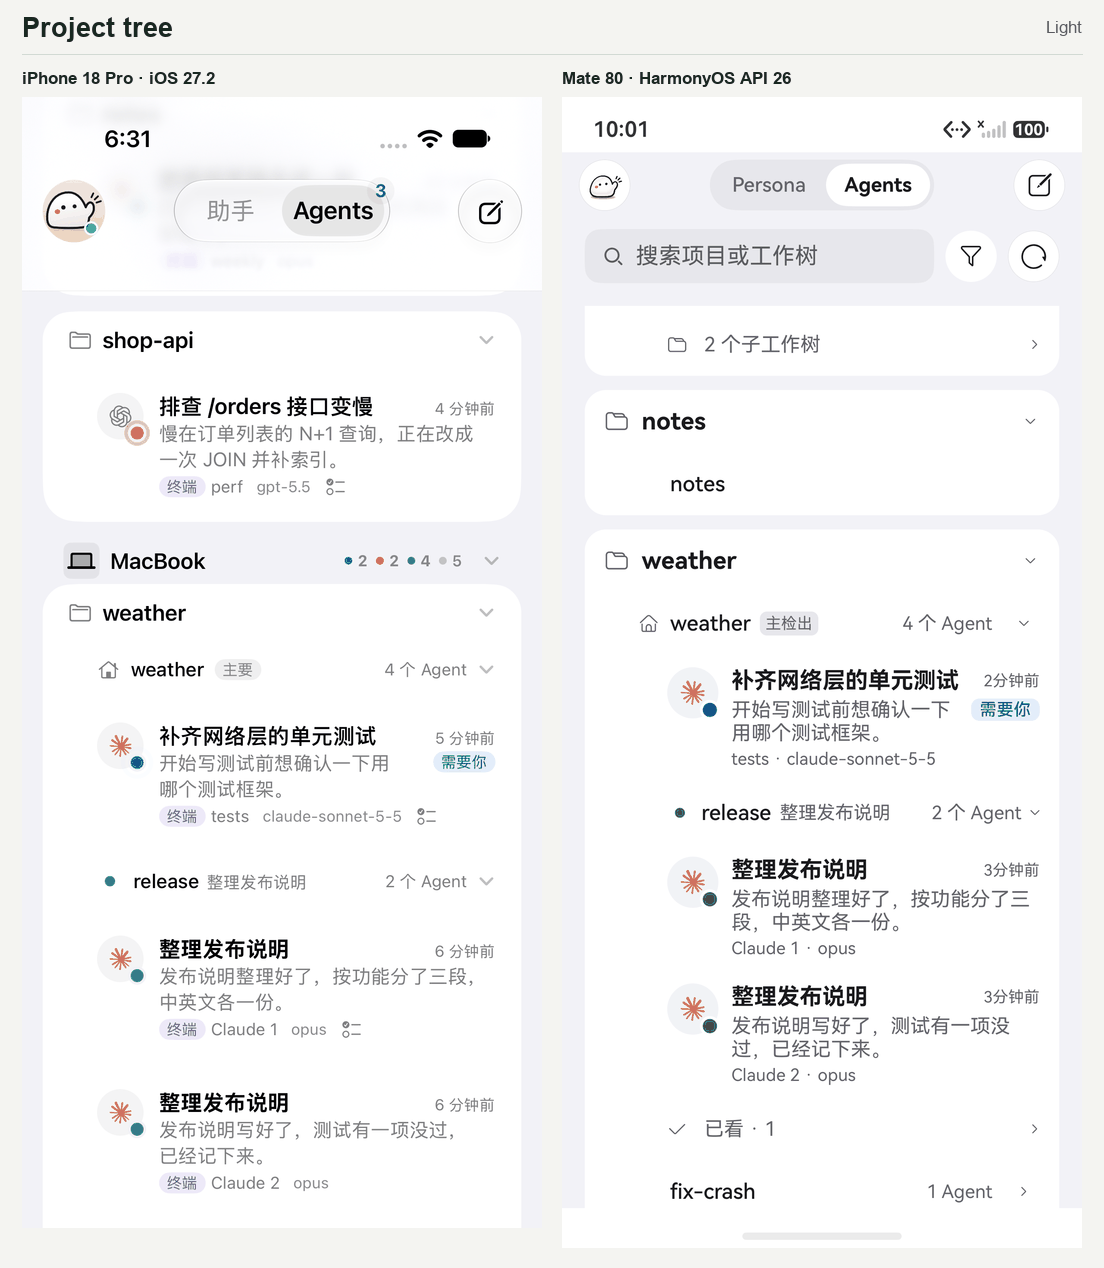 Project tree
Light
iPhone 18 Pro · iOS 27.2
6:31
助手
Agents
3
shop-api
排查 /orders 接口变慢
4 分钟前
慢在订单列表的 N+1 查询，正在改成
一次 JOIN 并补索引。
终端 perf gpt-5.5
MacBook
2 2 4 5
weather
weather 主要 4 个 Agent
补齐网络层的单元测试
5 分钟前
开始写测试前想确认一下用
哪个测试框架。
需要你
终端 tests claude-sonnet-5-5
release 整理发布说明 2 个 Agent
整理发布说明
6 分钟前
发布说明整理好了，按功能分了三段，
中英文各一份。
终端 Claude 1 opus
整理发布说明
6 分钟前
发布说明写好了，测试有一项没过，
已经记下来。
终端 Claude 2 opus
Mate 80 · HarmonyOS API 26
10:01
100
Persona
Agents
搜索项目或工作树
2 个子工作树
notes
notes
weather
weather 主检出 4 个 Agent
补齐网络层的单元测试
2分钟前
开始写测试前想确认一下
用哪个测试框架。
需要你
tests · claude-sonnet-5-5
release 整理发布说明 2 个 Agent
整理发布说明
3分钟前
发布说明整理好了，按功能分了三
段，中英文各一份。
Claude 1 · opus
整理发布说明
3分钟前
发布说明写好了，测试有一项没
过，已经记下来。
Claude 2 · opus
已看 · 1
fix-crash 1 Agent